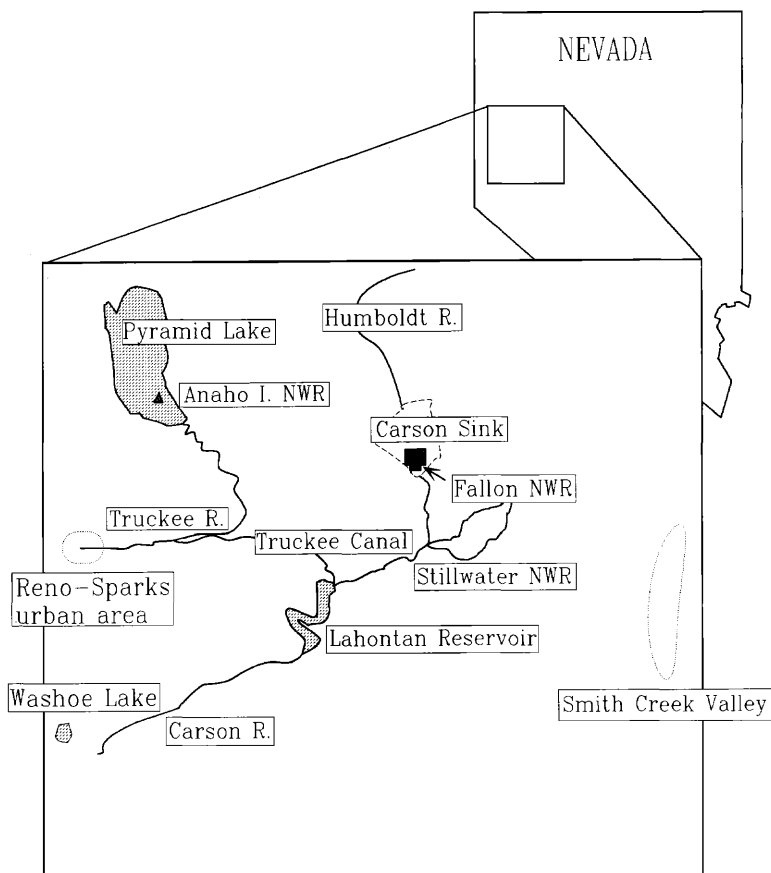 NEVADA
Humboldt R.
Pyramid Lake
Anaho I. NWR
Carson Sink
Fallon NWR
Truckee R.
Truckee Canal
Stillwater NWR
Reno-Sparks
urban area
Lahontan Reservoir
Washoe Lake
Smith Creek Valley
Carson R.